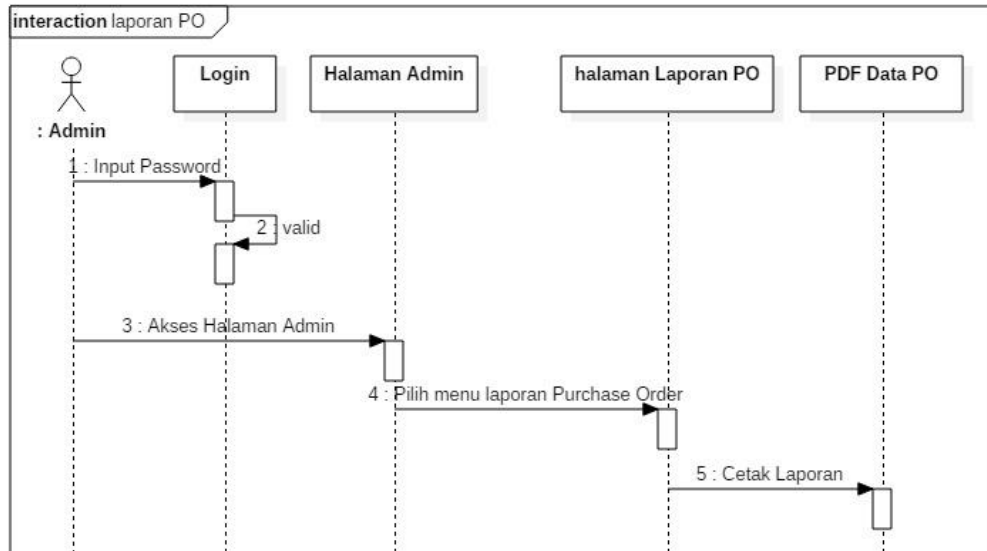 interaction laporan PO
Login
Halaman Admin
halaman Laporan PO
PDF Data PO
: Admin
1 : Input Password
2 : valid
3 : Akses Halaman Admin
4 : Pilih menu laporan Purchase Order
5 : Cetak Laporan